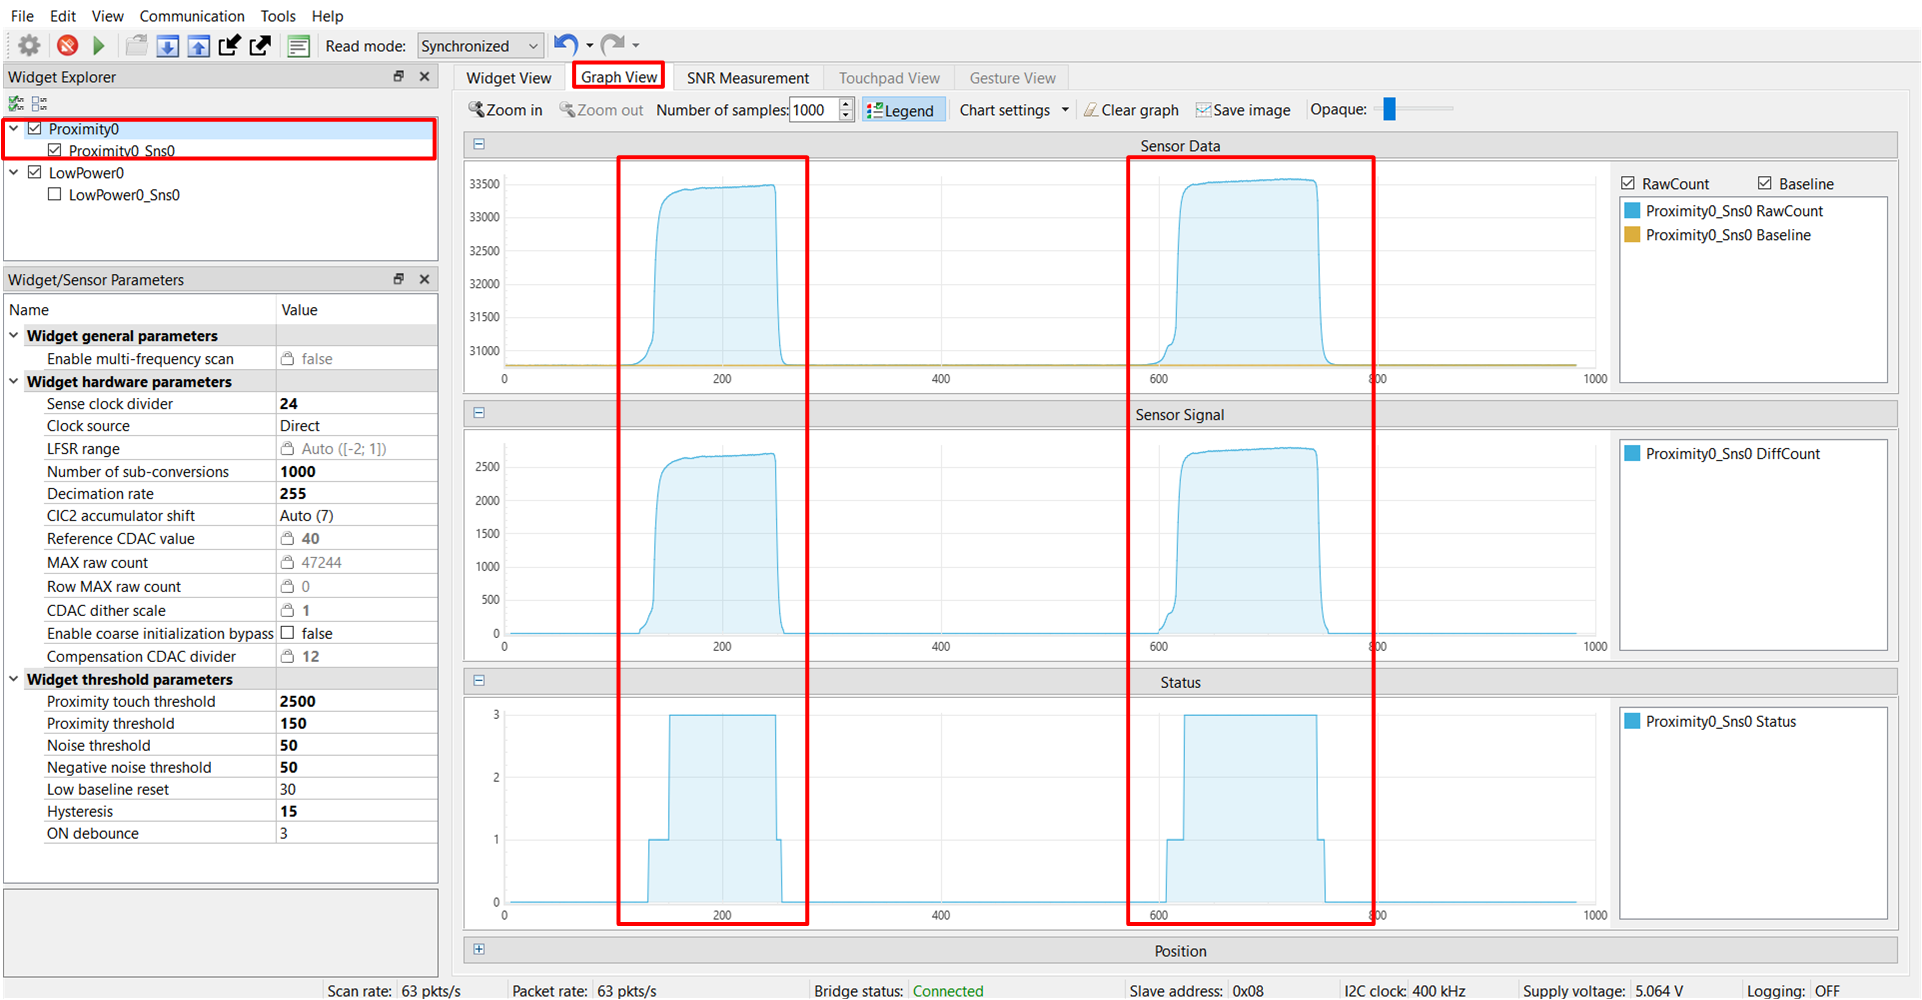 File Edit View Communication Tools Help
Read mode: Synchronized
Widget Explorer
Proximity0
Proximity0_Sns0
LowPower0
LowPower0_Sns0
Widget/Sensor Parameters
Name Value
Widget general parameters
Enable multi-frequency scan false
Widget hardware parameters
Sense clock divider 24
Clock source Direct
LFSR range Auto ([-2; 1])
Number of sub-conversions 1000
Decimation rate 255
CIC2 accumulator shift Auto (7)
Reference CDAC value 40
MAX raw count 47244
Row MAX raw count 0
CDAC dither scale 1
Enable coarse initialization bypass false
Compensation CDAC divider 12
Widget threshold parameters
Proximity touch threshold 2500
Proximity threshold 150
Noise threshold 50
Negative noise threshold 50
Low baseline reset 30
Hysteresis 15
ON debounce 3
Widget View Graph View SNR Measurement Touchpad View Gesture View
Zoom in Zoom out Number of samples: 1000 Legend Chart settings Clear graph Save image Opaque:
Sensor Data
33500
33000
32500
32000
31500
31000
0 200 400 600 800 1000
RawCount Baseline
Proximity0_Sns0 RawCount
Proximity0_Sns0 Baseline
Sensor Signal
2500
2000
1500
1000
500
0
0 200 400 600 800 1000
Proximity0_Sns0 DiffCount
Status
3
2
1
0
0 200 400 600 800 1000
Proximity0_Sns0 Status
Position
Scan rate: 63 pkts/s Packet rate: 63 pkts/s Bridge status: Connected Slave address: 0x08 I2C clock: 400 kHz Supply voltage: 5.064 V Logging: OFF